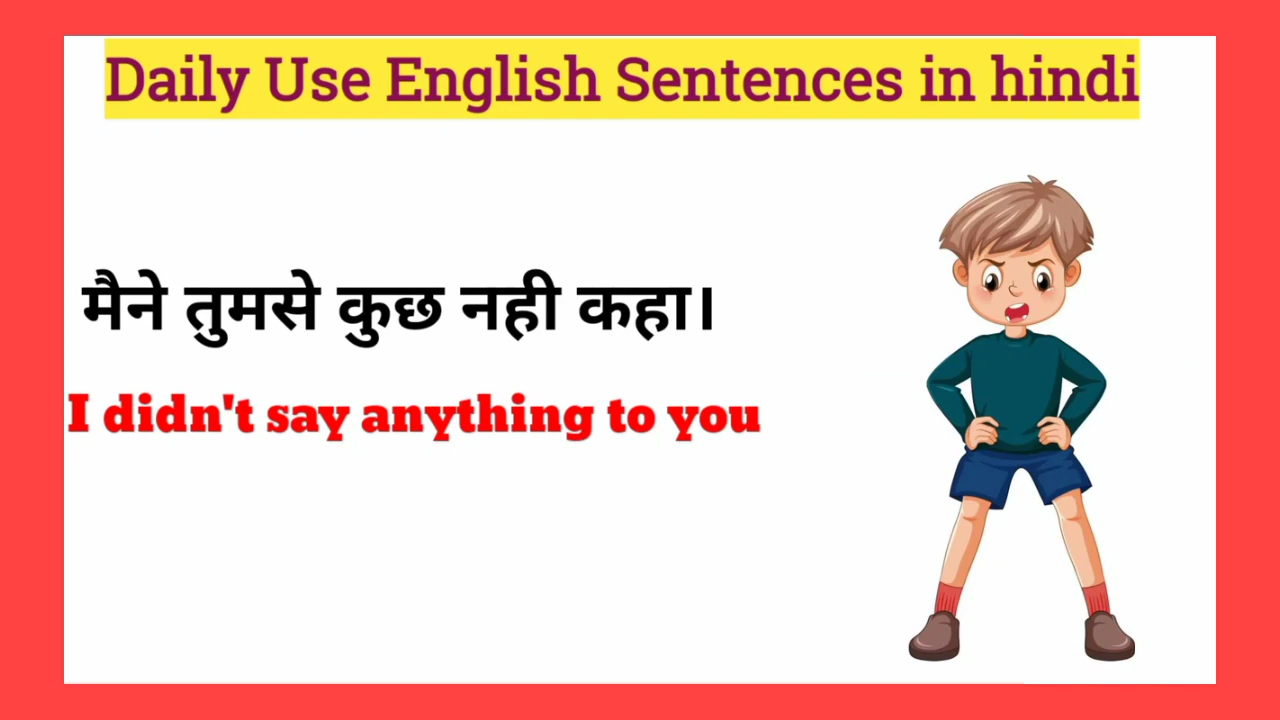 Daily Use English Sentences in hindi
मैने तुमसे कुछ नही कहा।
I didn't say anything to you